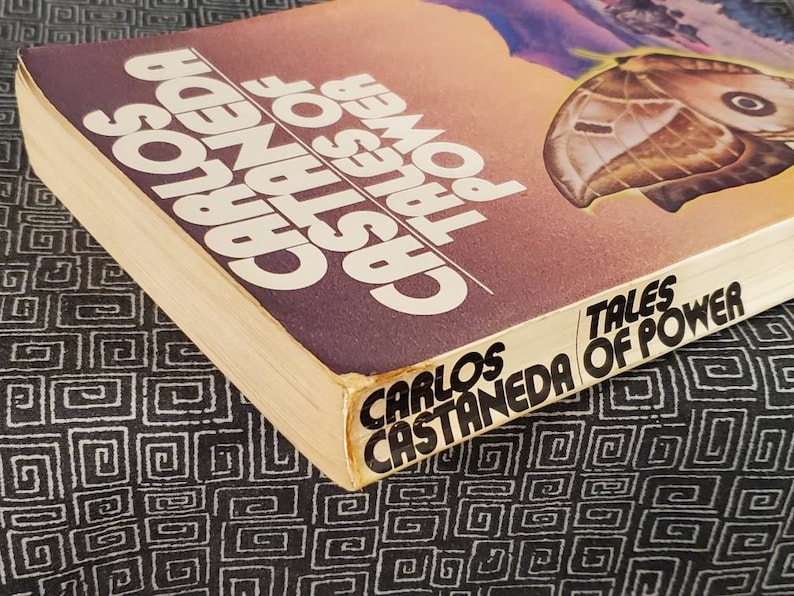 CARLOS
CASTANEDA
TALES OF
POWER
CARLOS
CASTANEDA
TALES
OF POWER